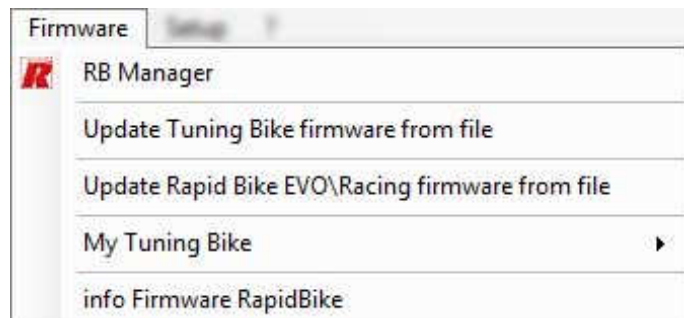 Firmware Setup ?
RB Manager
Update Tuning Bike firmware from file
Update Rapid Bike EVO\Racing firmware from file
My Tuning Bike
info Firmware RapidBike